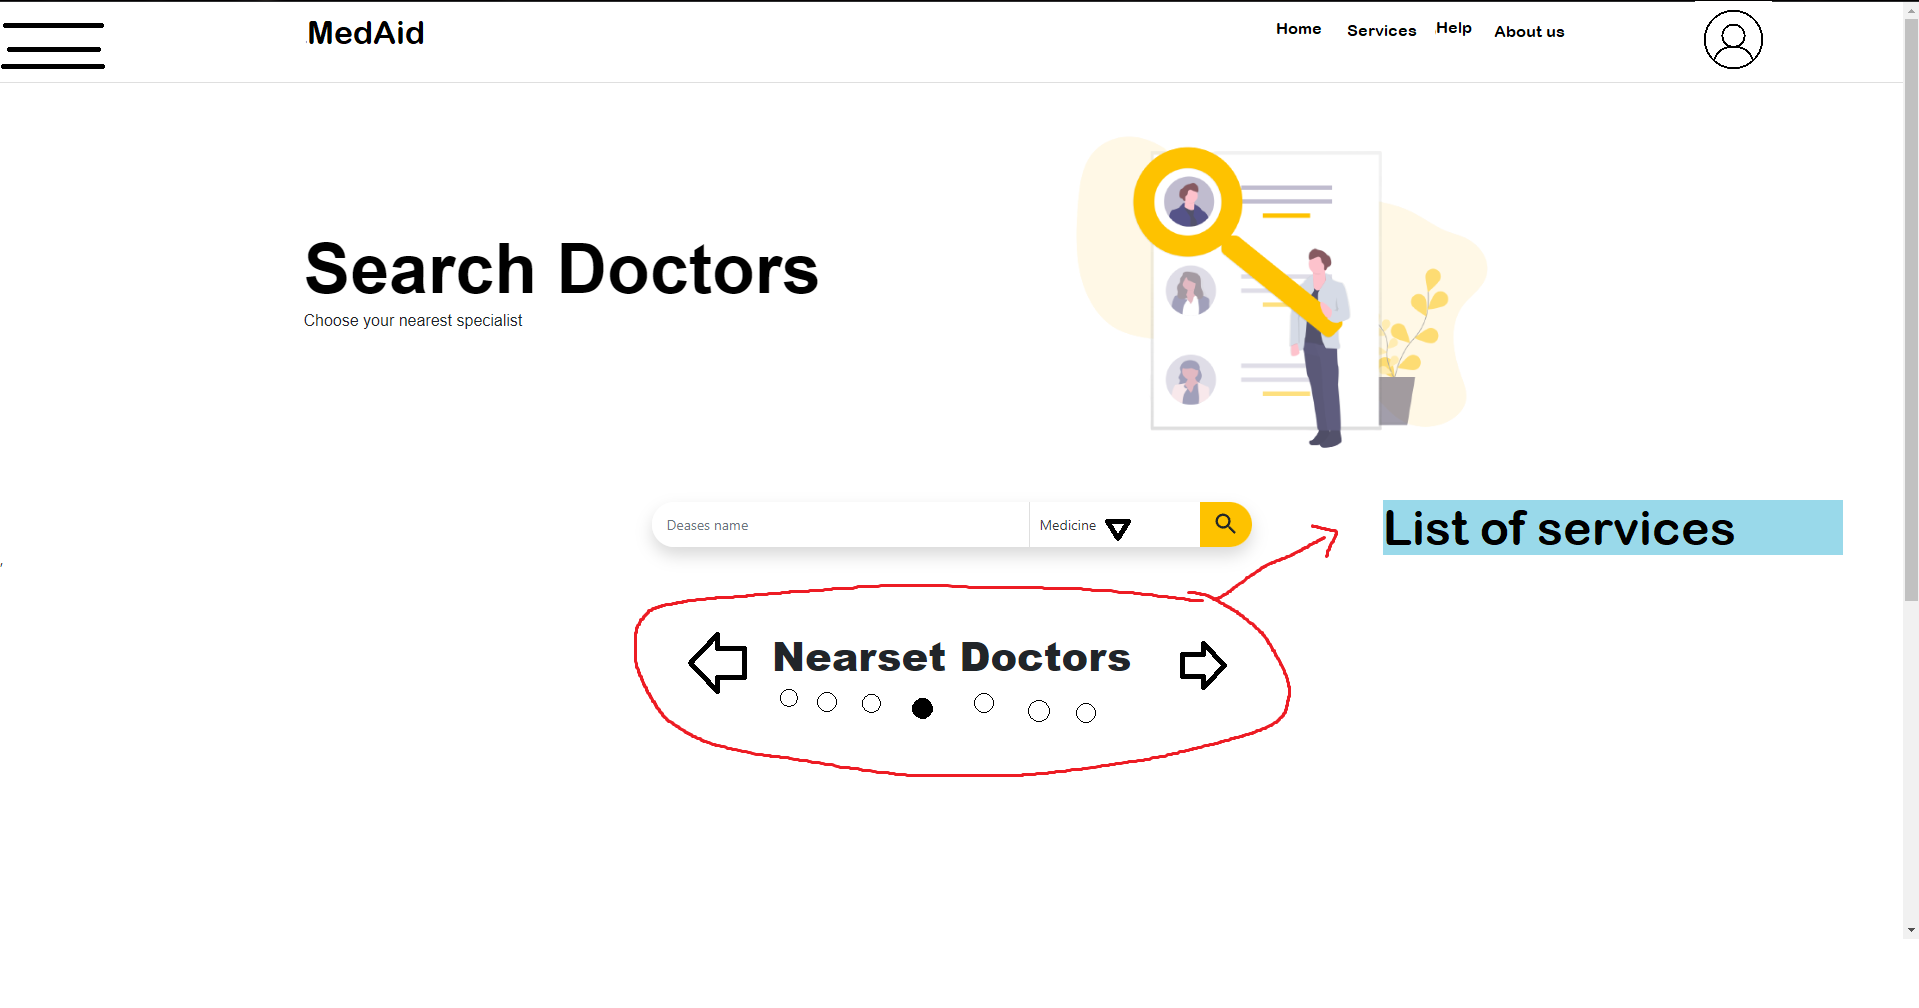 MedAid
Home Services Help About us
Search Doctors
Choose your nearest specialist
Deases name
Medicine
List of services
Nearset Doctors